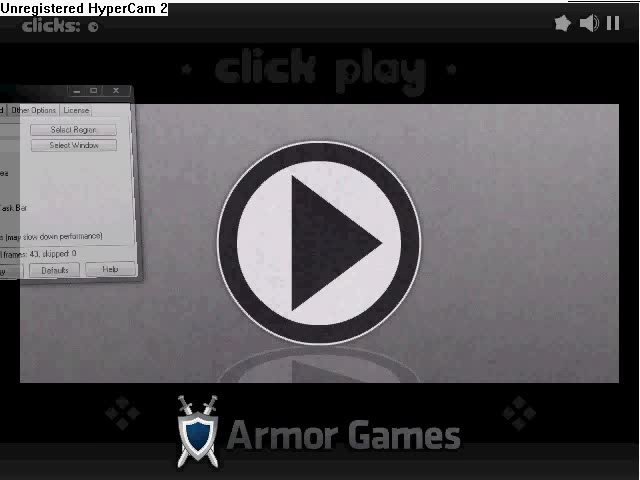 Unregistered HyperCam 2
clicks: 0
click play
Other Options
License
Select Region
Select Window
Task Bar
(may slow down performance)
frames: 43, skipped: 0
Defaults
Help
Armor Games